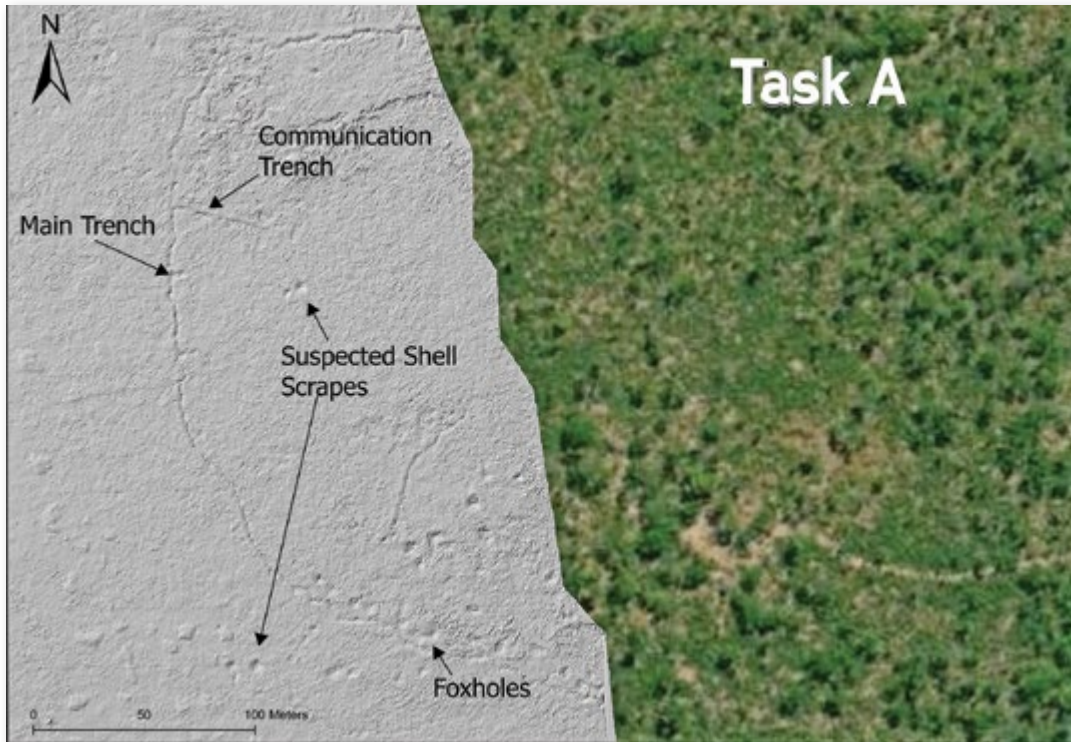 N
Task A
Communication
Trench
Main Trench
Suspected Shell
Scrapes
Foxholes
0 50 100 Meters